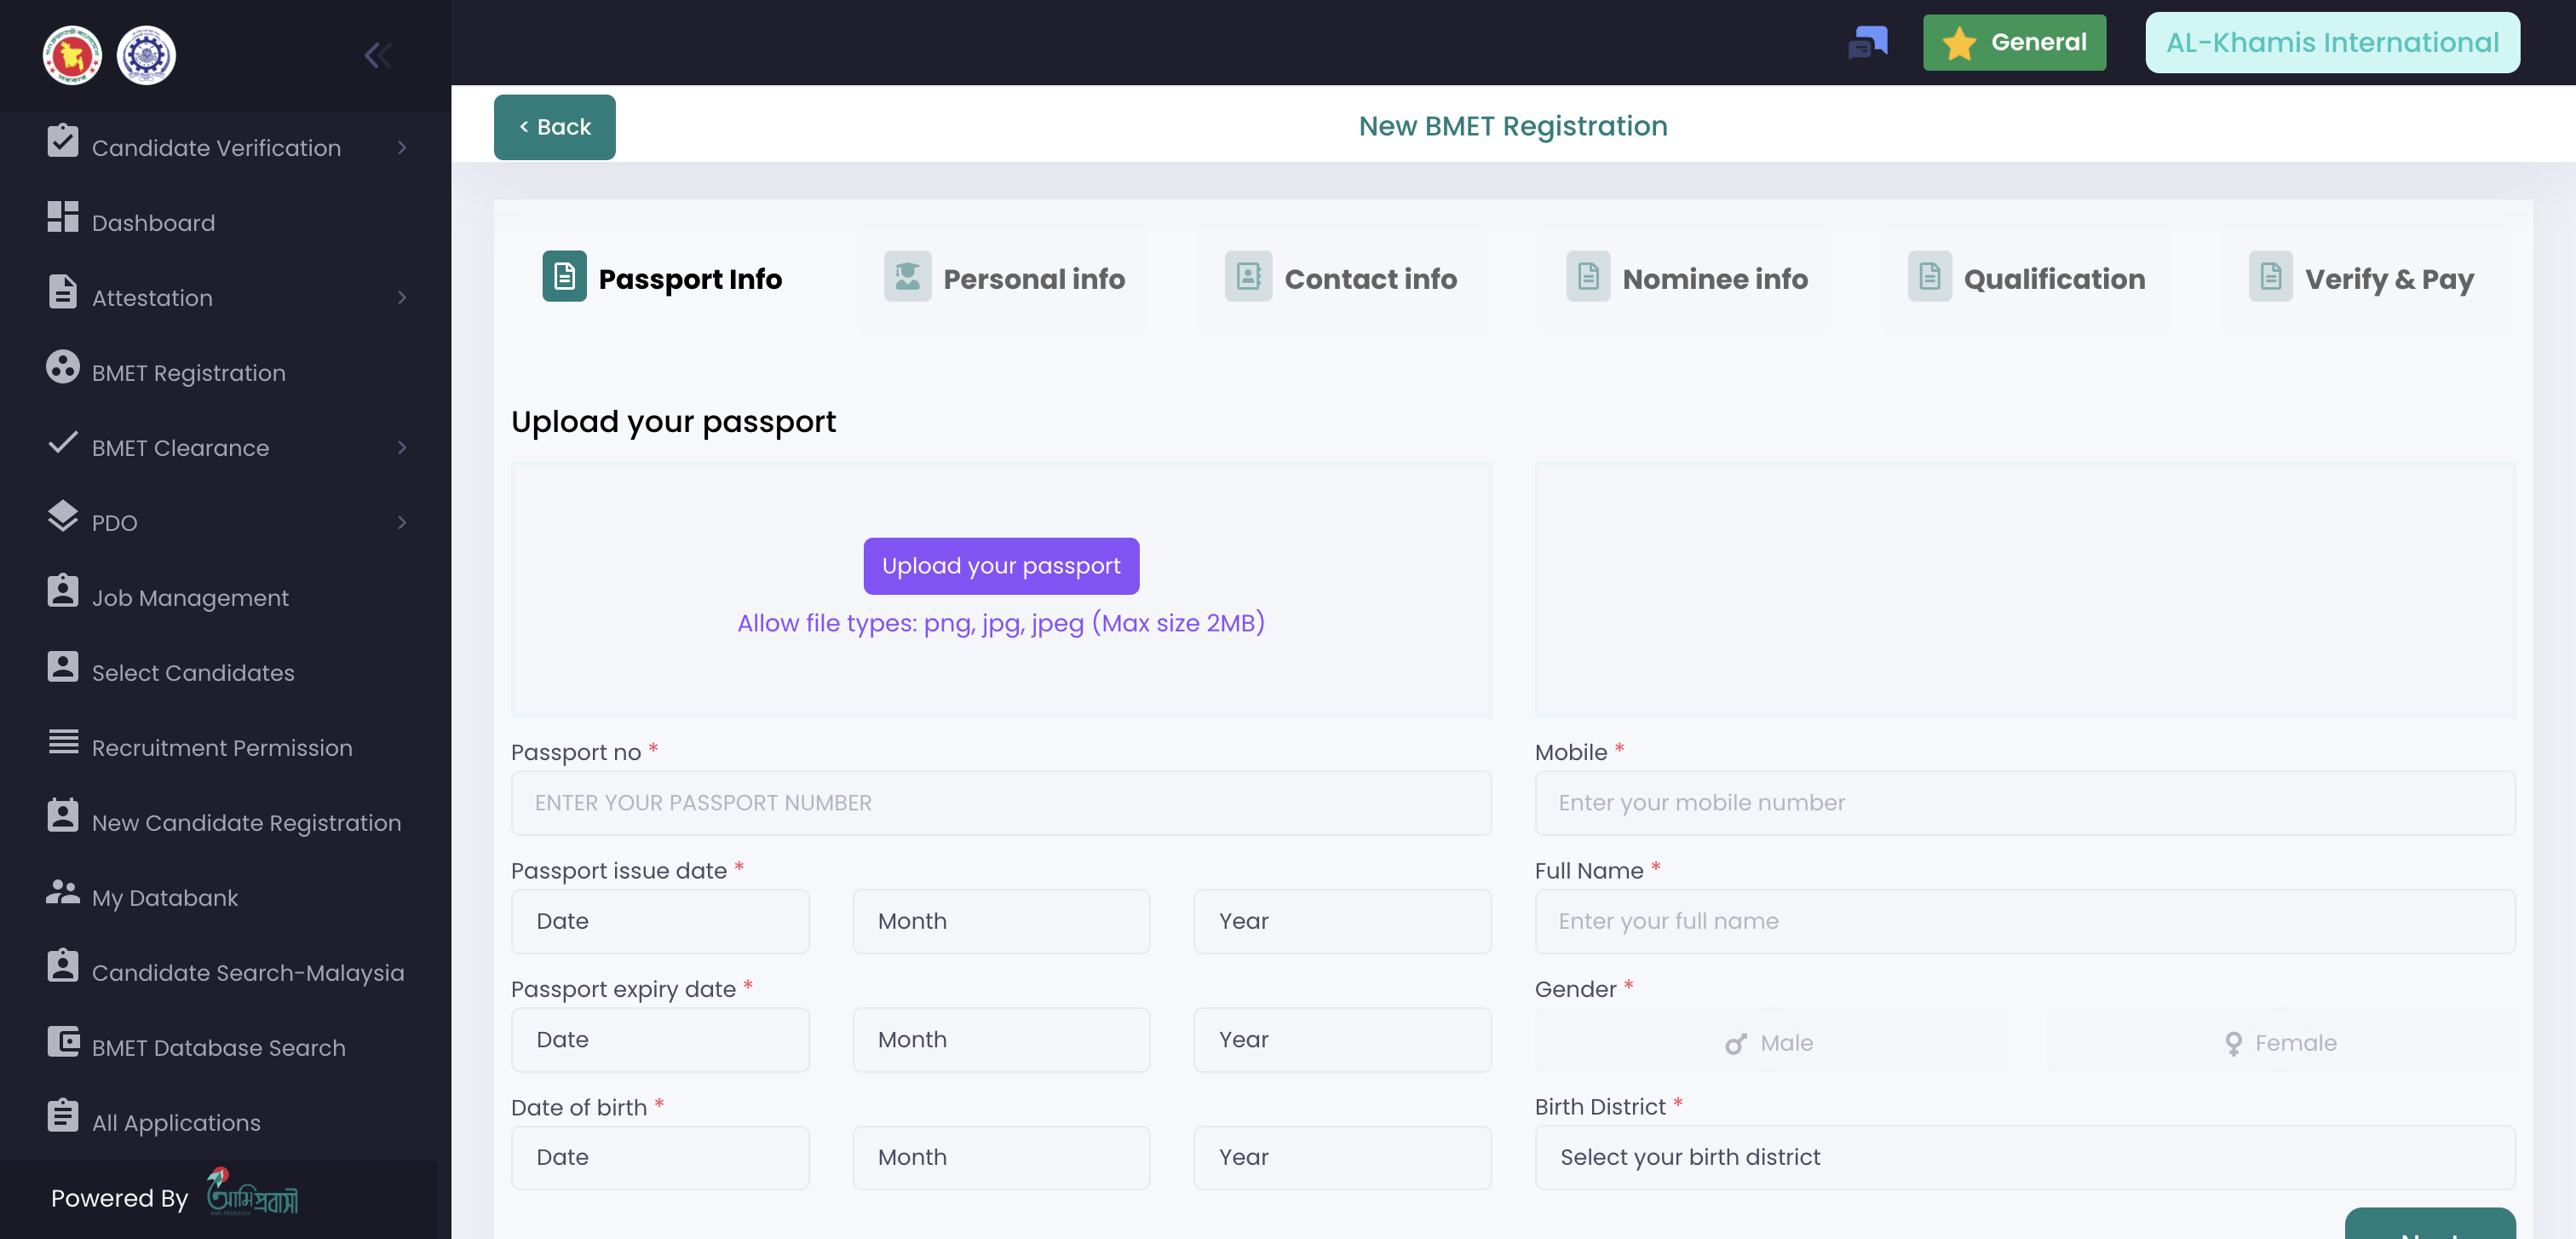 General
AL-Khamis International
< Back
New BMET Registration
Candidate Verification
Dashboard
Attestation
BMET Registration
BMET Clearance
PDO
Job Management
Select Candidates
Recruitment Permission
New Candidate Registration
My Databank
Candidate Search-Malaysia
BMET Database Search
All Applications
Powered By আমি প্রবাসী
Passport Info
Personal info
Contact info
Nominee info
Qualification
Verify & Pay
Upload your passport
Upload your passport
Allow file types: png, jpg, jpeg (Max size 2MB)
Passport no *
ENTER YOUR PASSPORT NUMBER
Mobile *
Enter your mobile number
Passport issue date *
Date Month Year
Full Name *
Enter your full name
Passport expiry date *
Date Month Year
Gender *
Male Female
Date of birth *
Date Month Year
Birth District *
Select your birth district